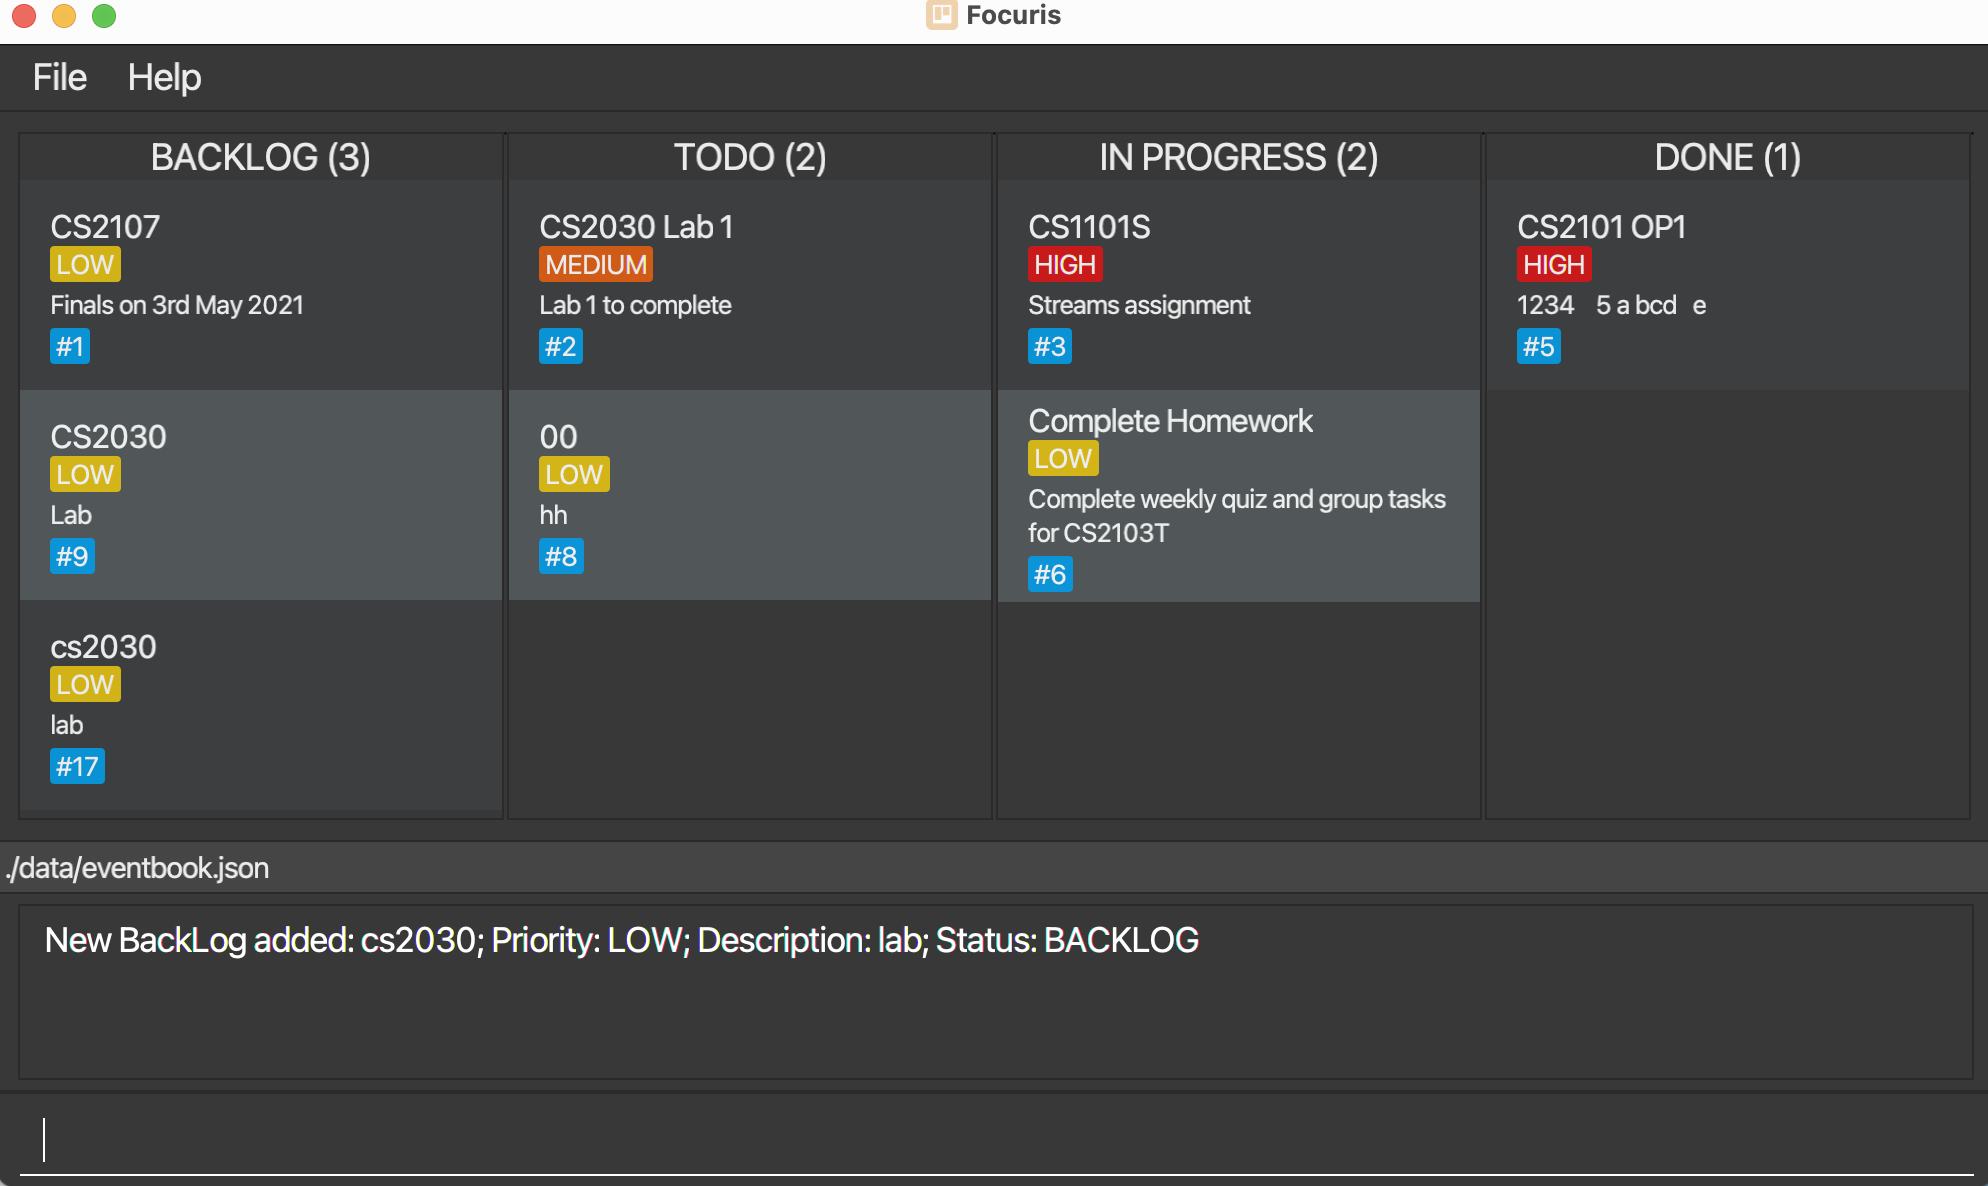 Focuris
File Help
BACKLOG (3)
CS2107
LOW
Finals on 3rd May 2021
#1
CS2030
LOW
Lab
#9
cs2030
LOW
lab
#17
TODO (2)
CS2030 Lab 1
MEDIUM
Lab 1 to complete
#2
00
LOW
hh
#8
IN PROGRESS (2)
CS1101S
HIGH
Streams assignment
#3
Complete Homework
LOW
Complete weekly quiz and group tasks
for CS2103T
#6
DONE (1)
CS2101 OP1
HIGH
1234 5 a bcd e
#5
./data/eventbook.json
New BackLog added: cs2030; Priority: LOW; Description: lab; Status: BACKLOG